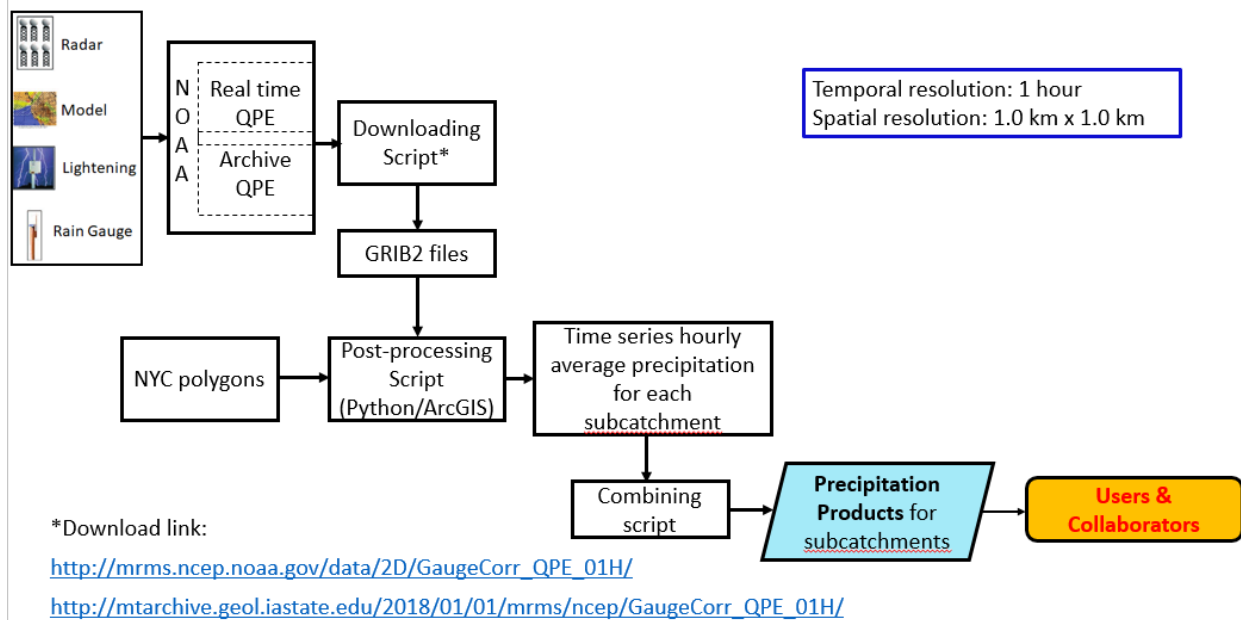 Radar
Model
Lightening
Rain Gauge
N
O
A
A
Real time
QPE
Archive
QPE
Downloading
Script*
GRIB2 files
Temporal resolution: 1 hour
Spatial resolution: 1.0 km x 1.0 km
NYC polygons
Post-processing
Script
(Python/ArcGIS)
Time series hourly
average precipitation
for each
subcatchment
Combining
script
Precipitation
Products for
subcatchments
Users &
Collaborators
*Download link:
http://mrms.ncep.noaa.gov/data/2D/GaugeCorr_QPE_01H/
http://mtarchive.geol.iastate.edu/2018/01/01/mrms/ncep/GaugeCorr_QPE_01H/